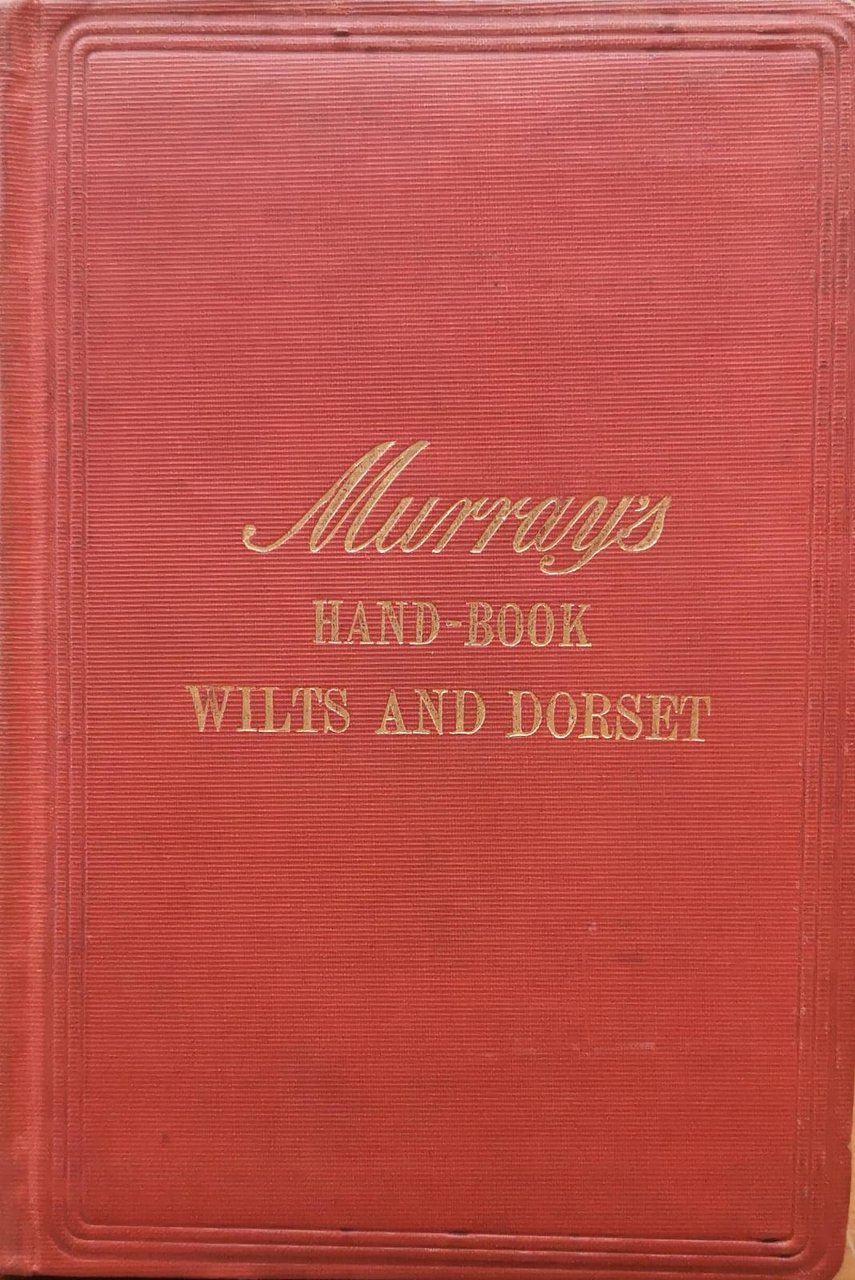 Murray's
HAND-BOOK
WILTS AND DORSET